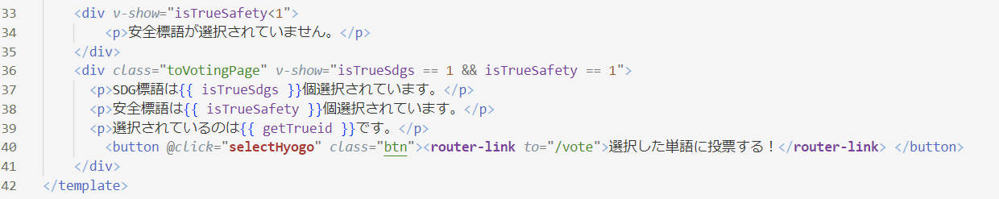 33 <div v-show="isTrueSafety<1">
34 <p>安全標語が選択されていません。</p>
35 </div>
36 <div class="toVotingPage" v-show="isTrueSdgs == 1 && isTrueSafety == 1">
37 <p>SDG標語は{{ isTrueSdgs }}個選択されています。</p>
38 <p>安全標語は{{ isTrueSafety }}個選択されています。</p>
39 <p>選択されているのは{{ getTrueid }}です。</p>
40 <button @click="selectHyogo" class="btn"><router-link to="/vote">選択した単語に投票する！</router-link> </button>
41 </div>
42 </template>